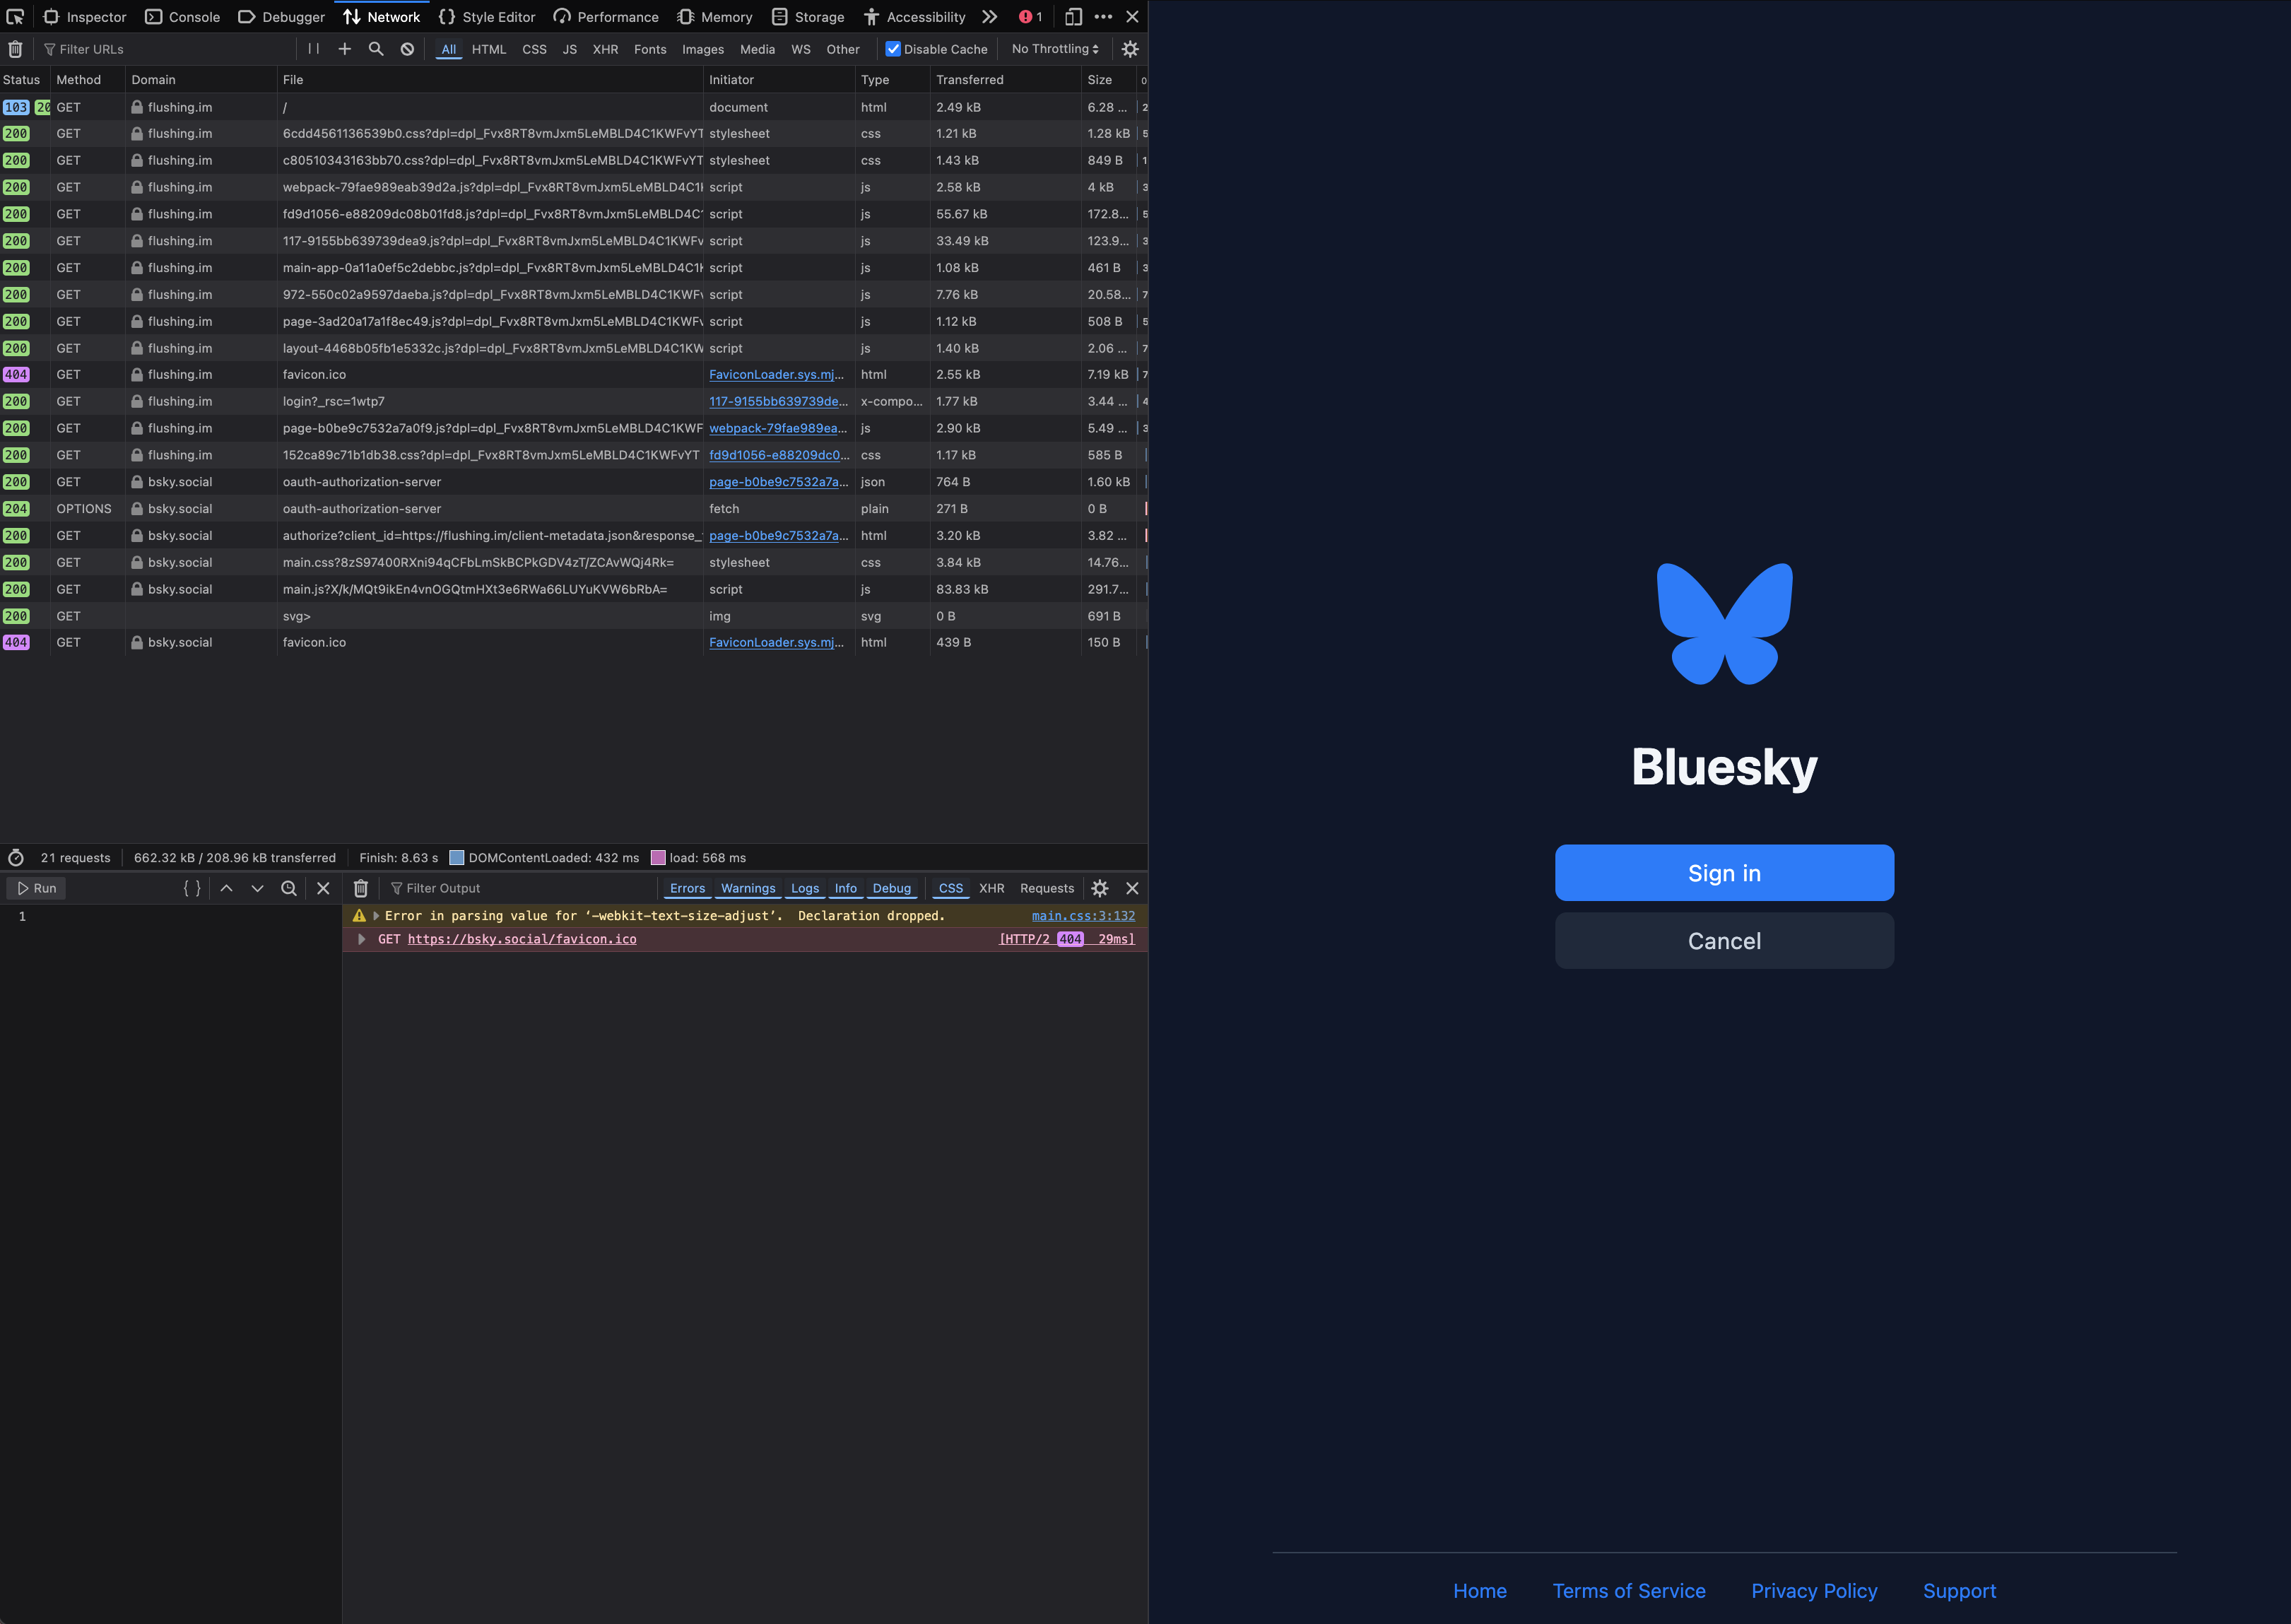 Inspector Console Debugger Network Style Editor Performance Memory Storage Accessibility 1
Filter URLs All HTML CSS JS XHR Fonts Images Media WS Other Disable Cache No Throttling
Status Method Domain File Initiator Type Transferred Size 0
103 20 GET flushing.im / document html 2.49 kB 6.28 ... 2
200 GET flushing.im 6cdd4561136539b0.css?dpl=dpl_Fvx8RT8vmJxm5LeMBLD4C1KWFvYT stylesheet css 1.21 kB 1.28 kB 5
200 GET flushing.im c80510343163bb70.css?dpl=dpl_Fvx8RT8vmJxm5LeMBLD4C1KWFvYT stylesheet css 1.43 kB 849 B 1
200 GET flushing.im webpack-79fae989eab39d2a.js?dpl=dpl_Fvx8RT8vmJxm5LeMBLD4C1 script js 2.58 kB 4 kB 3
200 GET flushing.im fd9d1056-e88209dc08b01fd8.js?dpl=dpl_Fvx8RT8vmJxm5LeMBLD4C script js 55.67 kB 172.8... 5
200 GET flushing.im 117-9155bb639739dea9.js?dpl=dpl_Fvx8RT8vmJxm5LeMBLD4C1KWFv script js 33.49 kB 123.9... 3
200 GET flushing.im main-app-0a11a0ef5c2debbc.js?dpl=dpl_Fvx8RT8vmJxm5LeMBLD4C1 script js 1.08 kB 461 B 3
200 GET flushing.im 972-550c02a9597daeba.js?dpl=dpl_Fvx8RT8vmJxm5LeMBLD4C1KWFv script js 7.76 kB 20.58... 7
200 GET flushing.im page-3ad20a17a1f8ec49.js?dpl=dpl_Fvx8RT8vmJxm5LeMBLD4C1KWFv script js 1.12 kB 508 B 5
200 GET flushing.im layout-4468b05fb1e5332c.js?dpl=dpl_Fvx8RT8vmJxm5LeMBLD4C1KW script js 1.40 kB 2.06 ... 7
404 GET flushing.im favicon.ico FaviconLoader.sys.mj... html 2.55 kB 7.19 kB 7
200 GET flushing.im login?_rsc=1wtp7 117-9155bb639739de... x-compo... 1.77 kB 3.44 ... 4
200 GET flushing.im page-b0be9c7532a7a0f9.js?dpl=dpl_Fvx8RT8vmJxm5LeMBLD4C1KWF webpack-79fae989ea... js 2.90 kB 5.49 ... 3
200 GET flushing.im 152ca89c71b1db38.css?dpl=dpl_Fvx8RT8vmJxm5LeMBLD4C1KWFvYT fd9d1056-e88209dc0... css 1.17 kB 585 B
200 GET bsky.social oauth-authorization-server page-b0be9c7532a7a... json 764 B 1.60 kB
204 OPTIONS bsky.social oauth-authorization-server fetch plain 271 B 0 B
200 GET bsky.social authorize?client_id=https://flushing.im/client-metadata.json&response_ page-b0be9c7532a7a... html 3.20 kB 3.82 ...
200 GET bsky.social main.css?8zS97400RXni94qCFbLmSkBCPkGDV4zT/ZCAvWQj4Rk= stylesheet css 3.84 kB 14.76...
200 GET bsky.social main.js?X/k/MQt9ikEn4vnOGQtmHXt3e6RWa66LUYuKVW6bRbA= script js 83.83 kB 291.7...
200 GET svg> img svg 0 B 691 B
404 GET bsky.social favicon.ico FaviconLoader.sys.mj... html 439 B 150 B
21 requests 662.32 kB / 208.96 kB transferred Finish: 8.63 s DOMContentLoaded: 432 ms load: 568 ms
Run { } Filter Output Errors Warnings Logs Info Debug CSS XHR Requests
1
Error in parsing value for ‘-webkit-text-size-adjust’. Declaration dropped. main.css:3:132
GET https://bsky.social/favicon.ico [HTTP/2 404 29ms]
Bluesky
Sign in
Cancel
Home Terms of Service Privacy Policy Support